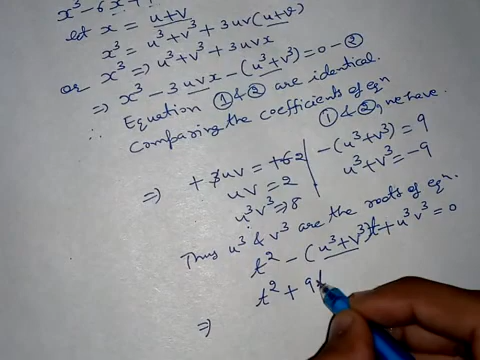 x³ - 6x +
let x = u+v
x³ = u³ + v³ + 3uv(u+v)
or x³ ⇒ u³ + v³ + 3uvx
⇒ x³ - 3uvx - (u³ + v³) = 0 - ②
∴ Equation ① & ② are identical.
Comparing the coefficients of eqn
① & ②, we have.
⇒ + 3uv = +6 2 | - (u³ + v³) = 9
uv = 2 | u³ + v³ = -9
u³v³ ⇒ 8
Thus u³ & v³ are the roots of eqn.
t² - (u³ + v³)t + u³v³ = 0
⇒ t² + 9t